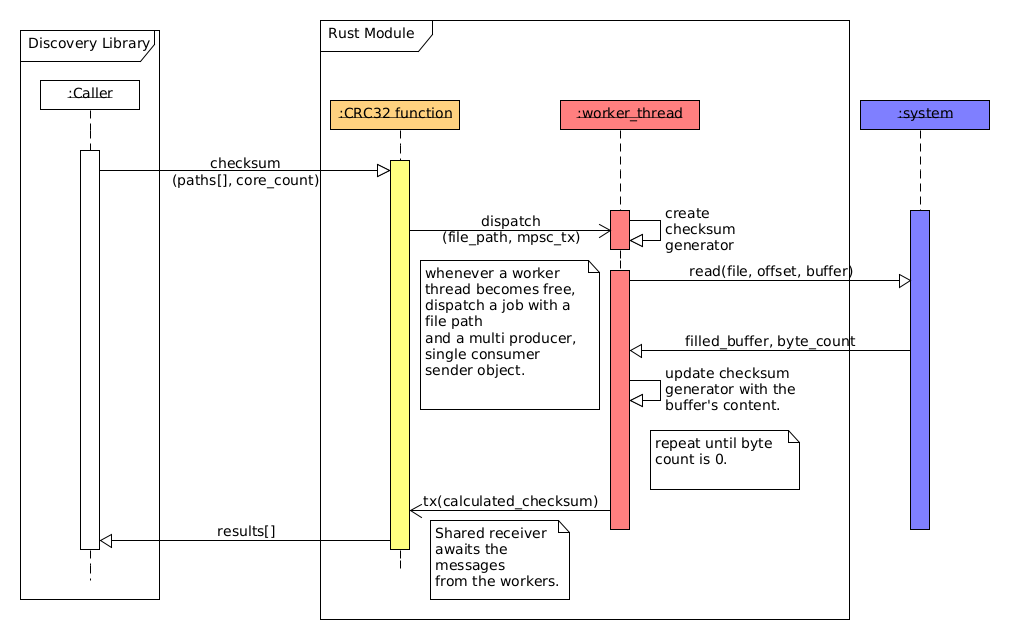 Discovery Library
Rust Module
:Caller
:CRC32 function
:worker_thread
:system
checksum
(paths[], core_count)
dispatch
(file_path, mpsc_tx)
create
checksum
generator
whenever a worker
thread becomes free,
dispatch a job with a
file path
and a multi producer,
single consumer
sender object.
read(file, offset, buffer)
filled_buffer, byte_count
update checksum
generator with the
buffer's content.
repeat until byte
count is 0.
tx(calculated_checksum)
results[]
Shared receiver
awaits the
messages
from the workers.